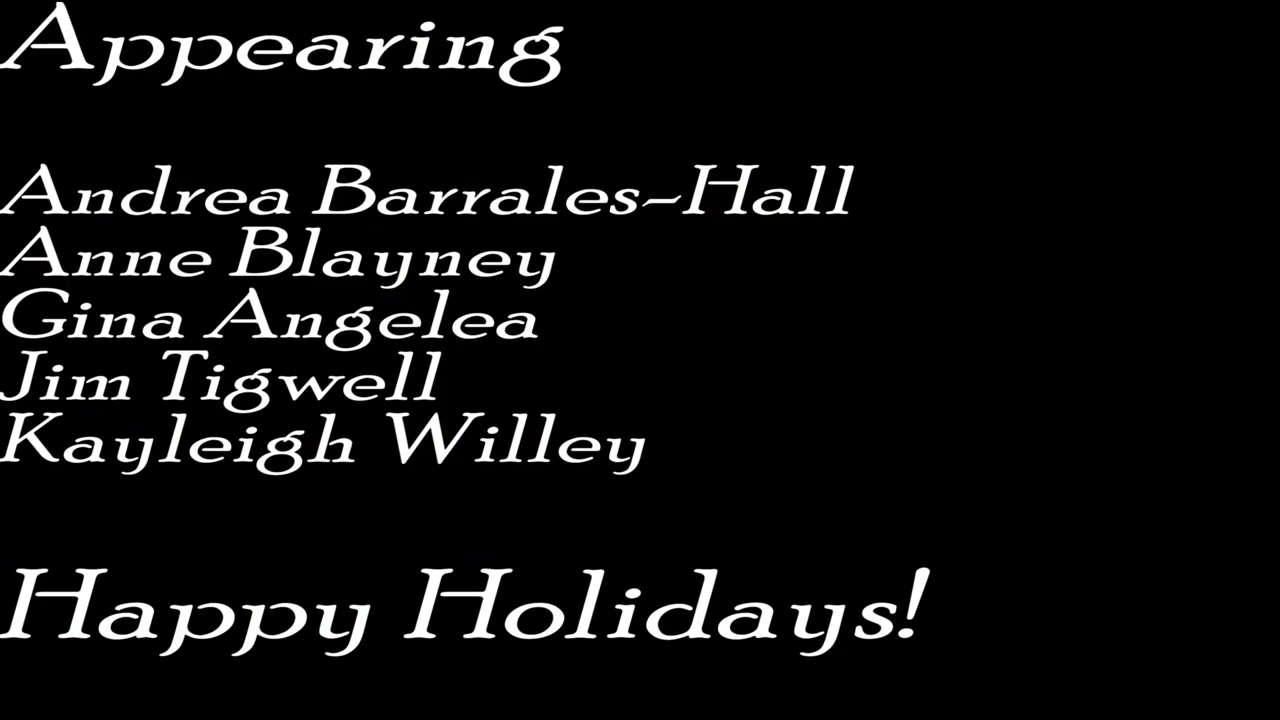 Appearing
Andrea Barrales-Hall
Anne Blayney
Gina Angelea
Jim Tigwell
Kayleigh Willey
Happy Holidays!